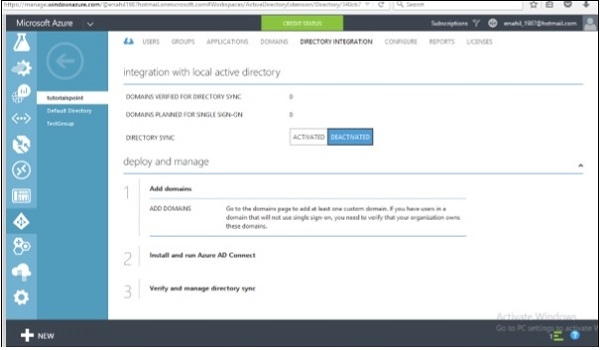 https://manage.windowsazure.com/@enahil_1987hotmail.onmicrosoft.com#Workspaces/ActiveDirectoryExtension/Directory/
Search
Microsoft Azure
CREDIT STATUS
Subscriptions
enahil_1987@hotmail.com
USERS GROUPS APPLICATIONS DOMAINS DIRECTORY INTEGRATION CONFIGURE REPORTS LICENSES
tutorialspoint
Default Directory
TestGroup
integration with local active directory
DOMAINS VERIFIED FOR DIRECTORY SYNC 0
DOMAINS PLANNED FOR SINGLE SIGN-ON 0
DIRECTORY SYNC ACTIVATED DEACTIVATED
deploy and manage
1 Add domains
ADD DOMAINS Go to the domains page to add at least one custom domain. If you have users in a
domain that will not use single sign-on, you need to verify that your organization owns
these domains.
2 Install and run Azure AD Connect
3 Verify and manage directory sync
Activate Windows
Go to PC settings to activate W
NEW
1
?